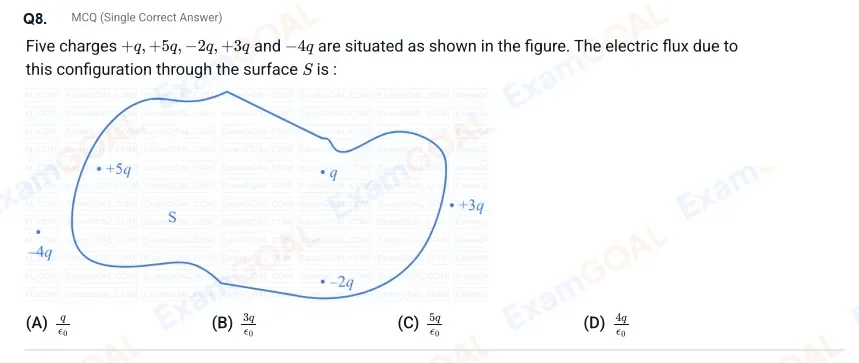 Q8. MCQ (Single Correct Answer)
Five charges +q, +5q, −2q, +3q and −4q are situated as shown in the figure. The electric flux due to
this configuration through the surface S is :
+5q
q
+3q
S
−4q
−2q
(A) q/ϵ₀ (B) 3q/ϵ₀ (C) 5q/ϵ₀ (D) 4q/ϵ₀
ExamGOAL